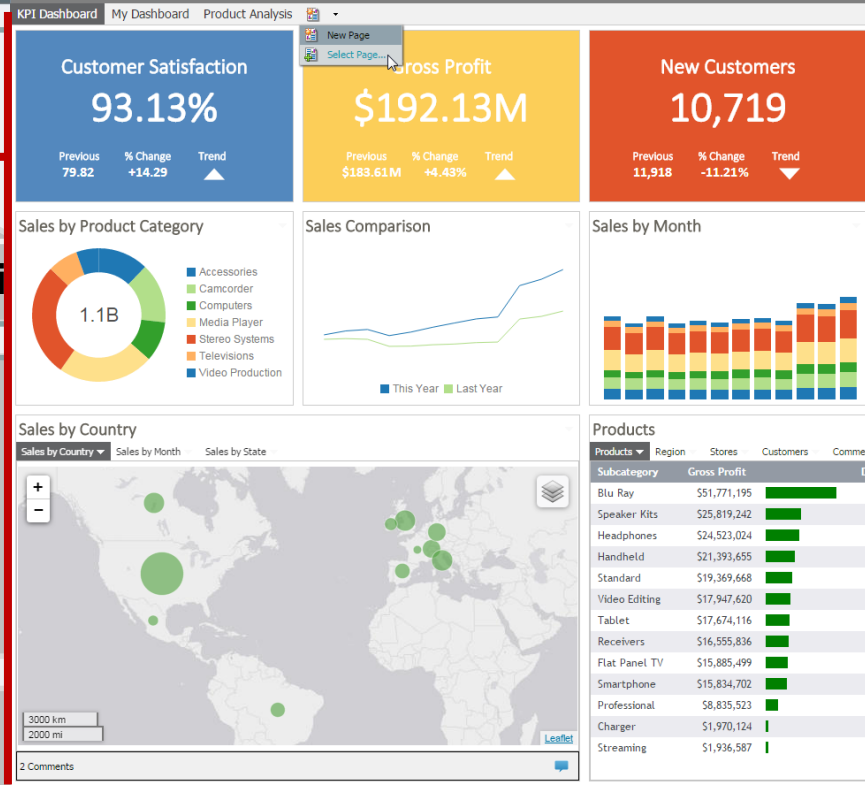 KPI Dashboard My Dashboard Product Analysis
New Page
Select Page...
Customer Satisfaction
93.13%
Previous % Change Trend
79.82 +14.29
Gross Profit
$192.13M
Previous % Change Trend
$183.61M +4.43%
New Customers
10,719
Previous % Change Trend
11,918 -11.21%
Sales by Product Category
1.1B
Accessories
Camcorder
Computers
Media Player
Stereo Systems
Televisions
Video Production
Sales Comparison
This Year Last Year
Sales by Month
Sales by Country
Sales by Country Sales by Month Sales by State
+
−
3000 km
2000 mi
Leaflet
2 Comments
Products
Products Region Stores Customers Comme
Subcategory Gross Profit
Blu Ray $51,771,195
Speaker Kits $25,819,242
Headphones $24,523,024
Handheld $21,393,655
Standard $19,369,668
Video Editing $17,947,620
Tablet $17,674,116
Receivers $16,555,836
Flat Panel TV $15,885,499
Smartphone $15,834,702
Professional $8,835,523
Charger $1,970,124
Streaming $1,936,587